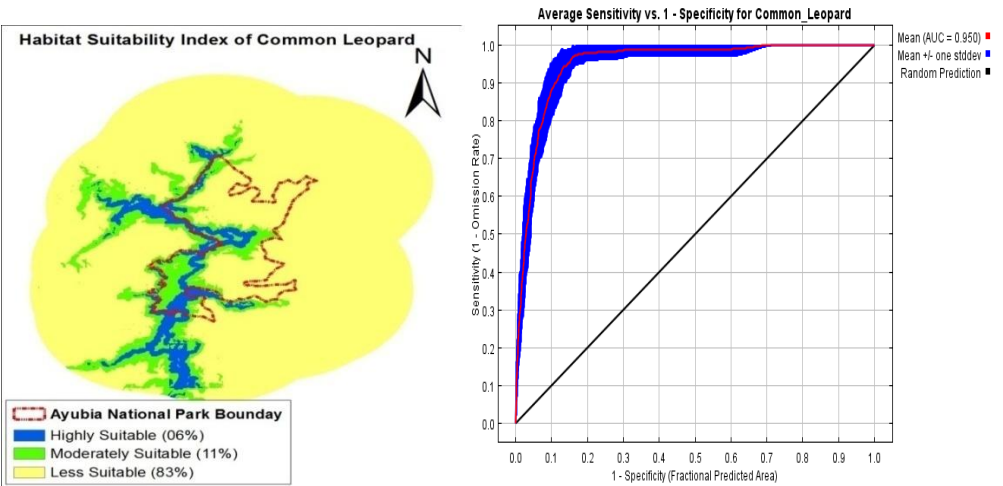 Habitat Suitability Index of Common Leopard
N
Ayubia National Park Bounday
Highly Suitable (06%)
Moderately Suitable (11%)
Less Suitable (83%)
Average Sensitivity vs. 1 - Specificity for Common_Leopard
Mean (AUC = 0.950)
Mean +/- one stddev
Random Prediction
Sensitivity (1 - Omission Rate)
1.0
0.9
0.8
0.7
0.6
0.5
0.4
0.3
0.2
0.1
0.0
0.0 0.1 0.2 0.3 0.4 0.5 0.6 0.7 0.8 0.9 1.0
1 - Specificity (Fractional Predicted Area)